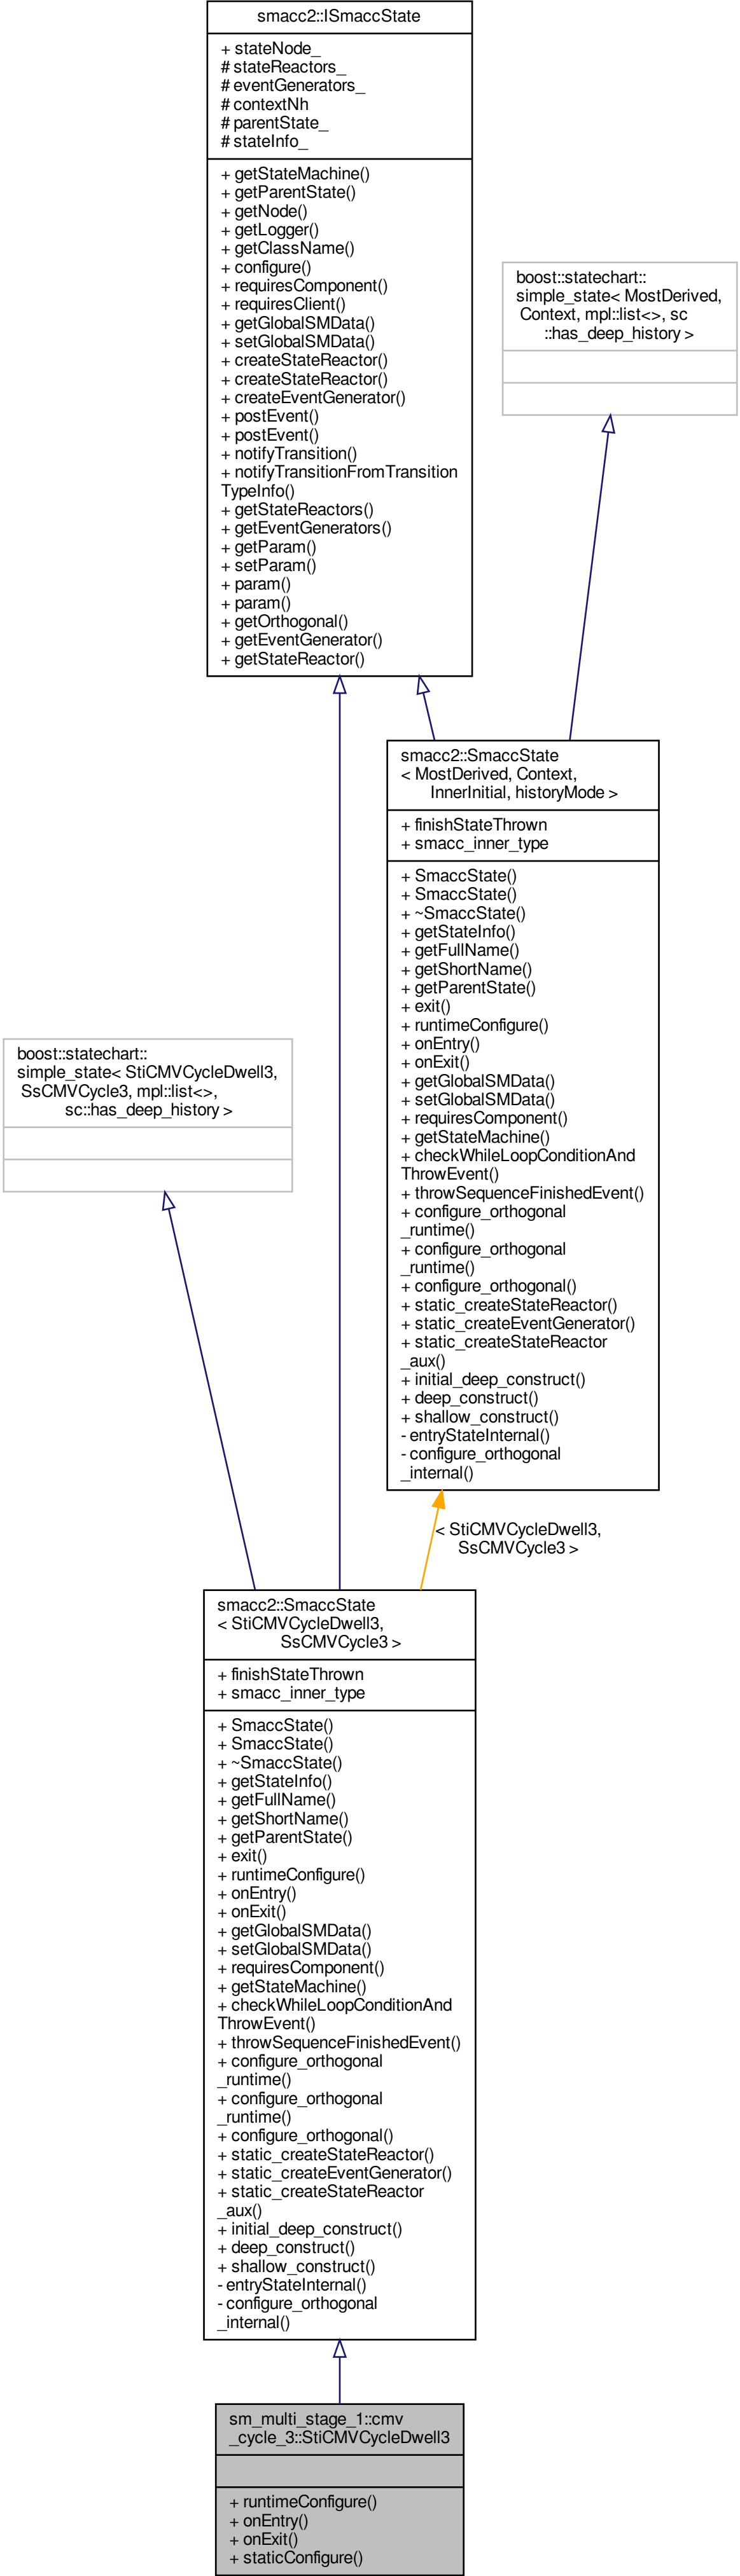 smacc2::ISmaccState
+ stateNode_
# stateReactors_
# eventGenerators_
# contextNh
# parentState_
# stateInfo_
+ getStateMachine()
+ getParentState()
+ getNode()
+ getLogger()
+ getClassName()
+ configure()
+ requiresComponent()
+ requiresClient()
+ getGlobalSMData()
+ setGlobalSMData()
+ createStateReactor()
+ createStateReactor()
+ createEventGenerator()
+ postEvent()
+ postEvent()
+ notifyTransition()
+ notifyTransitionFromTransition
TypeInfo()
+ getStateReactors()
+ getEventGenerators()
+ getParam()
+ setParam()
+ param()
+ param()
+ getOrthogonal()
+ getEventGenerator()
+ getStateReactor()
boost::statechart::
simple_state< MostDerived,
Context, mpl::list<>, sc
::has_deep_history >
smacc2::SmaccState
< MostDerived, Context,
InnerInitial, historyMode >
+ finishStateThrown
+ smacc_inner_type
+ SmaccState()
+ SmaccState()
+ ~SmaccState()
+ getStateInfo()
+ getFullName()
+ getShortName()
+ getParentState()
+ exit()
+ runtimeConfigure()
+ onEntry()
+ onExit()
+ getGlobalSMData()
+ setGlobalSMData()
+ requiresComponent()
+ getStateMachine()
+ checkWhileLoopConditionAnd
ThrowEvent()
+ throwSequenceFinishedEvent()
+ configure_orthogonal
_runtime()
+ configure_orthogonal
_runtime()
+ configure_orthogonal()
+ static_createStateReactor()
+ static_createEventGenerator()
+ static_createStateReactor
_aux()
+ initial_deep_construct()
+ deep_construct()
+ shallow_construct()
- entryStateInternal()
- configure_orthogonal
_internal()
boost::statechart::
simple_state< StiCMVCycleDwell3,
SsCMVCycle3, mpl::list<>,
sc::has_deep_history >
< StiCMVCycleDwell3,
SsCMVCycle3 >
smacc2::SmaccState
< StiCMVCycleDwell3,
SsCMVCycle3 >
+ finishStateThrown
+ smacc_inner_type
+ SmaccState()
+ SmaccState()
+ ~SmaccState()
+ getStateInfo()
+ getFullName()
+ getShortName()
+ getParentState()
+ exit()
+ runtimeConfigure()
+ onEntry()
+ onExit()
+ getGlobalSMData()
+ setGlobalSMData()
+ requiresComponent()
+ getStateMachine()
+ checkWhileLoopConditionAnd
ThrowEvent()
+ throwSequenceFinishedEvent()
+ configure_orthogonal
_runtime()
+ configure_orthogonal
_runtime()
+ configure_orthogonal()
+ static_createStateReactor()
+ static_createEventGenerator()
+ static_createStateReactor
_aux()
+ initial_deep_construct()
+ deep_construct()
+ shallow_construct()
- entryStateInternal()
- configure_orthogonal
_internal()
sm_multi_stage_1::cmv
_cycle_3::StiCMVCycleDwell3
+ runtimeConfigure()
+ onEntry()
+ onExit()
+ staticConfigure()